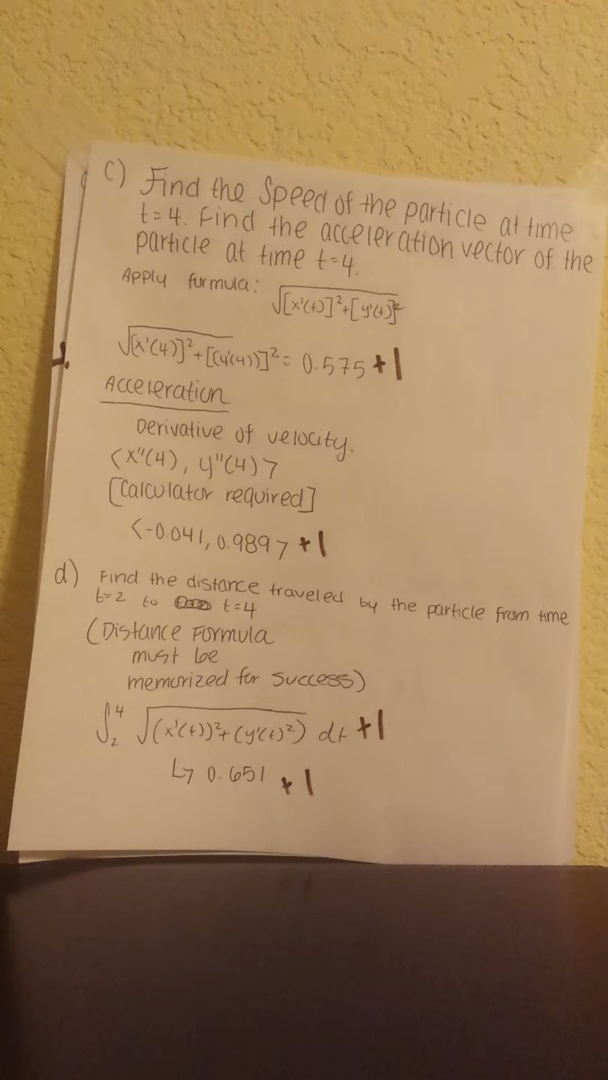 c) Find the Speed of the particle at time
t=4. Find the acceleration vector of the
particle at time t=4.
Apply formula: √[x'(t)]²+[y'(t)]²
√[x'(4)]²+[(y'(4))]² = 0.575 +1
Acceleration
Derivative of velocity.
<x"(4), y"(4)>
[Calculator required]
<-0.041, 0.989> +1
d) Find the distance traveled by the particle from time
t=2 to t=4
(Distance Formula
must be
memorized for success)
∫₂⁴ √(x'(t))²+(y'(t)²) dt +1
↳ 0.651 +1